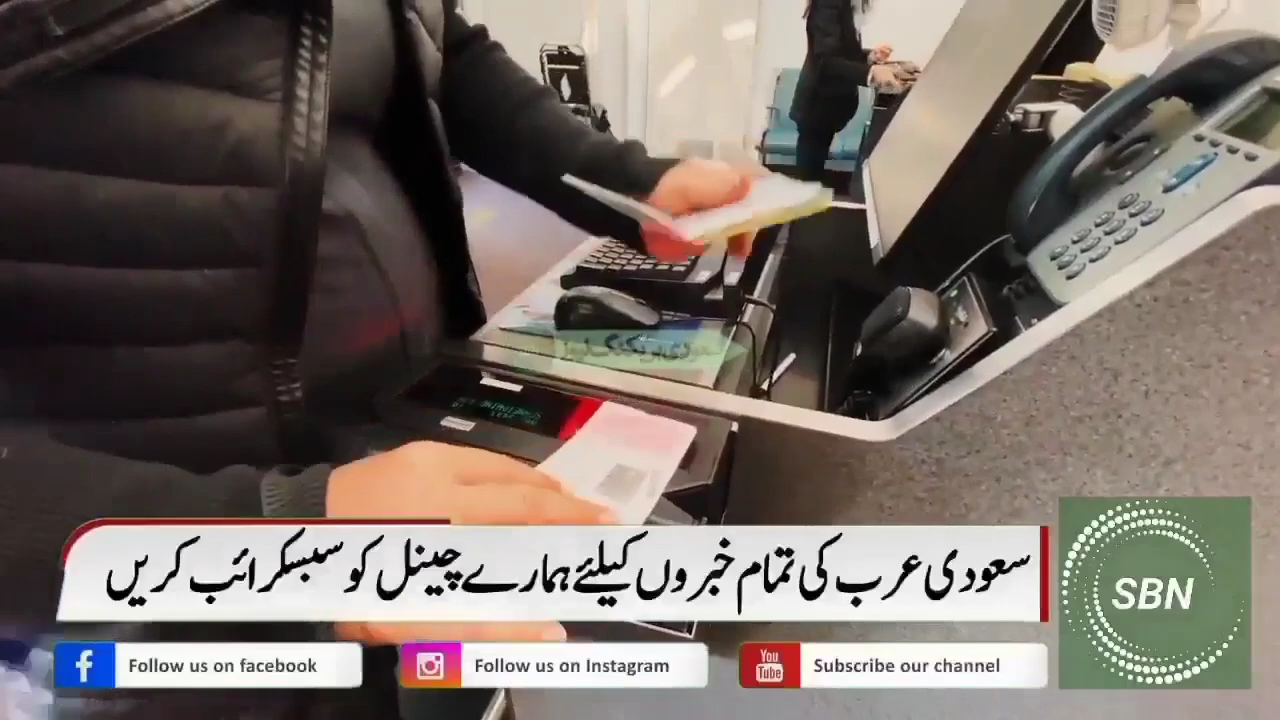 سعودی عرب کی تمام خبروں کیلئے ہمارے چینل کو سبسکرائب کریں
SBN
Follow us on facebook
Follow us on Instagram
You
Tube
Subscribe our channel